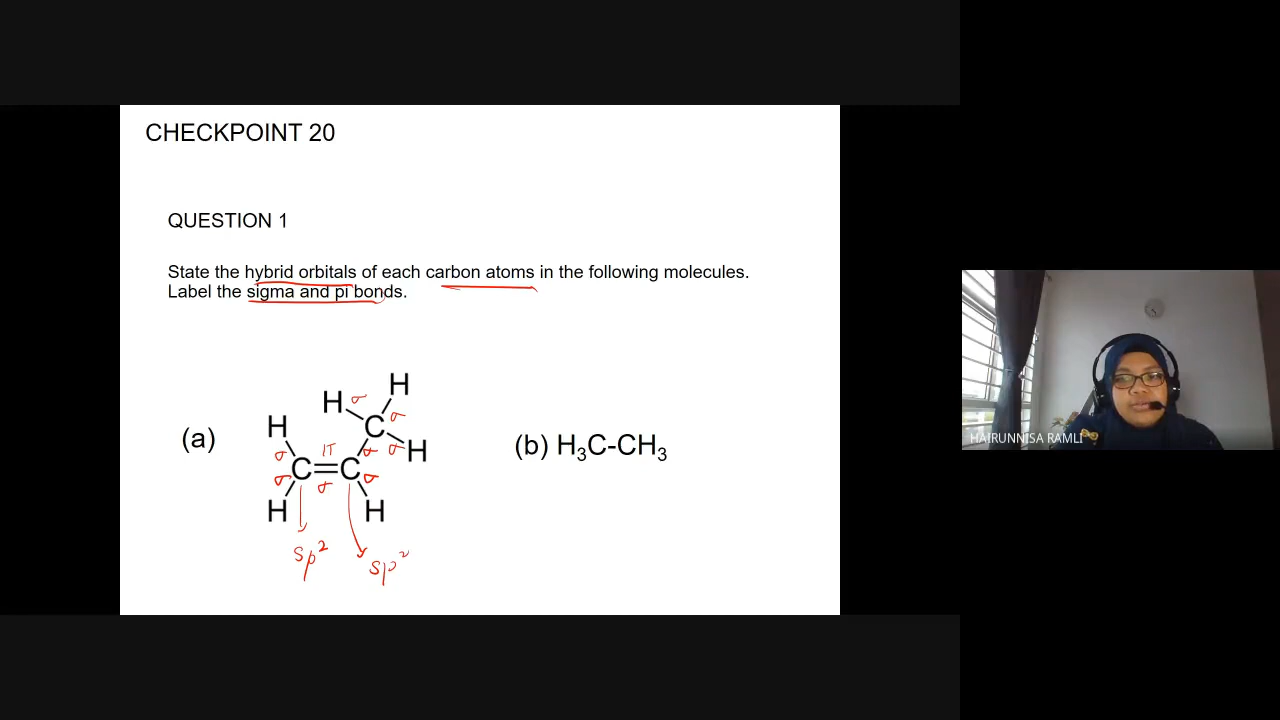 CHECKPOINT 20
QUESTION 1
State the hybrid orbitals of each carbon atoms in the following molecules.
Label the sigma and pi bonds.
H
H σ
H σ
(a)
C
σ π σ σ H
σ C=C σ
σ
H H
sp²
sp²
(b) H₃C-CH₃
HAIRUNNISA RAMLI